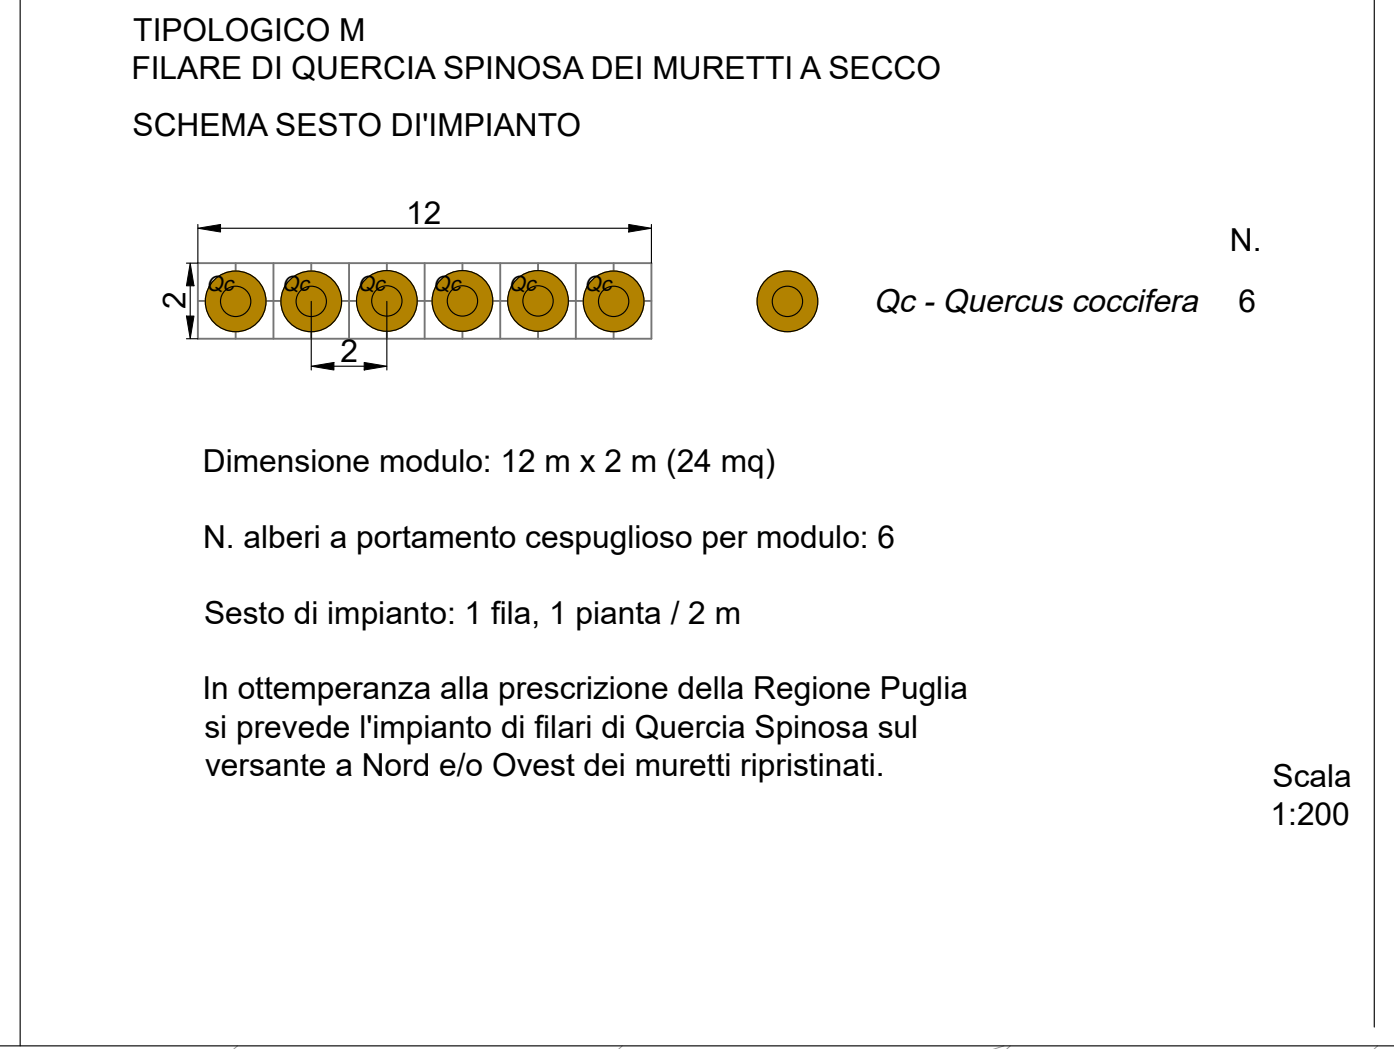 TIPOLOGICO M
FILARE DI QUERCIA SPINOSA DEI MURETTI A SECCO
SCHEMA SESTO DI'IMPIANTO
12
N.
2
Qc Qc Qc Qc Qc Qc
Qc - Quercus coccifera 6
2
Dimensione modulo: 12 m x 2 m (24 mq)
N. alberi a portamento cespuglioso per modulo: 6
Sesto di impianto: 1 fila, 1 pianta / 2 m
In ottemperanza alla prescrizione della Regione Puglia
si prevede l'impianto di filari di Quercia Spinosa sul
versante a Nord e/o Ovest dei muretti ripristinati.
Scala
1:200